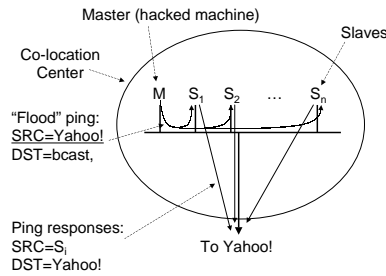 Master (hacked machine)
Slaves
Co-location
Center
M S1 S2 … Sn
“Flood” ping:
SRC=Yahoo!
DST=bcast,
Ping responses:
SRC=Si
DST=Yahoo!
To Yahoo!